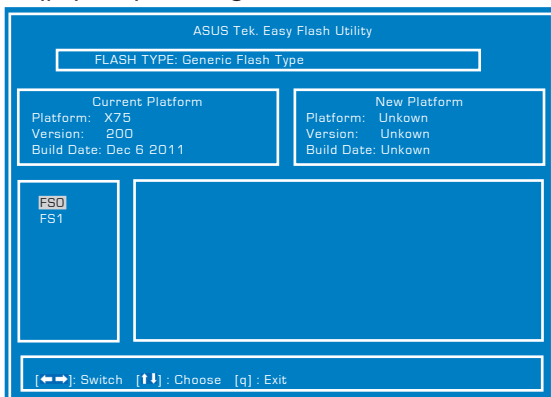 ASUS Tek. Easy Flash Utility
FLASH TYPE: Generic Flash Type
Current Platform
Platform: X75
Version: 200
Build Date: Dec 6 2011
New Platform
Platform: Unkown
Version: Unkown
Build Date: Unkown
FS0
FS1
[←→]: Switch [↑↓] : Choose [q] : Exit